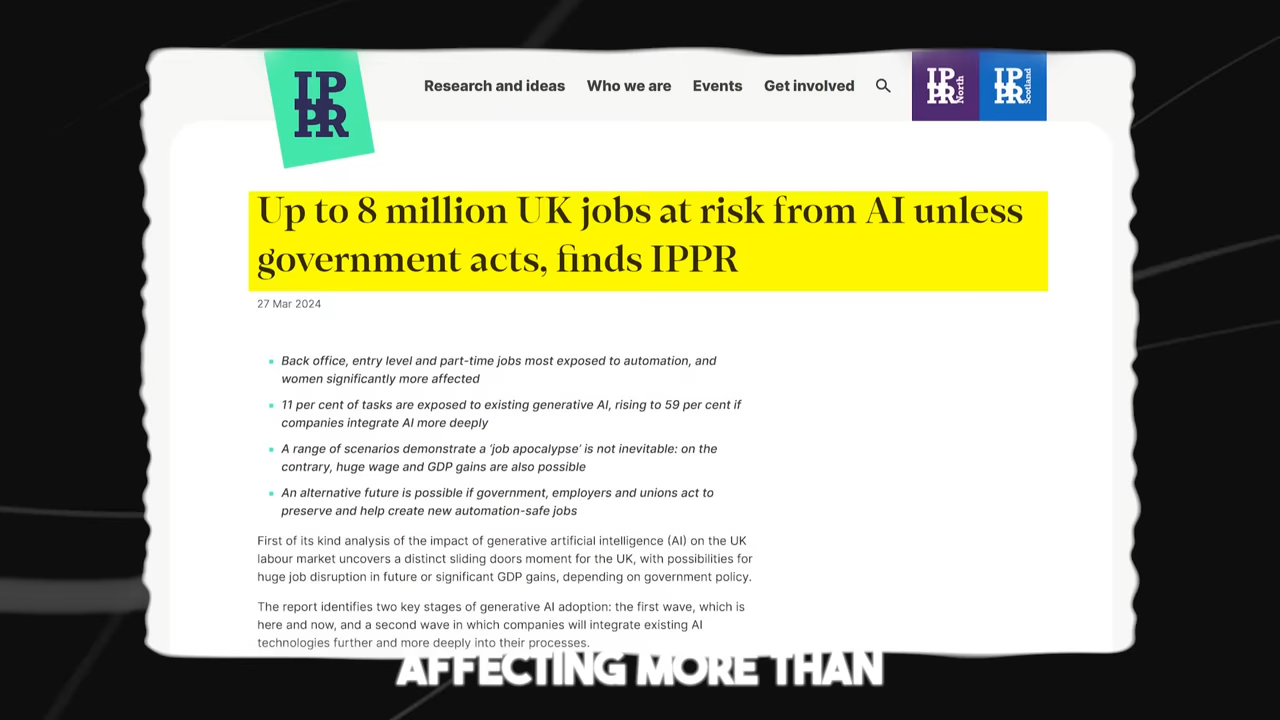 IP
PR
Research and ideas Who we are Events Get involved
IP
PR North
IP
PR Scotland
Up to 8 million UK jobs at risk from AI unless
government acts, finds IPPR
27 Mar 2024
Back office, entry level and part-time jobs most exposed to automation, and
women significantly more affected
11 per cent of tasks are exposed to existing generative AI, rising to 59 per cent if
companies integrate AI more deeply
A range of scenarios demonstrate a ‘job apocalypse’ is not inevitable: on the
contrary, huge wage and GDP gains are also possible
An alternative future is possible if government, employers and unions act to
preserve and help create new automation-safe jobs
First of its kind analysis of the impact of generative artificial intelligence (AI) on the UK
labour market uncovers a distinct sliding doors moment for the UK, with possibilities for
huge job disruption in future or significant GDP gains, depending on government policy.
The report identifies two key stages of generative AI adoption: the first wave, which is
here and now, and a second wave in which companies will integrate existing AI
technologies further and more deeply into their processes.
AFFECTING MORE THAN